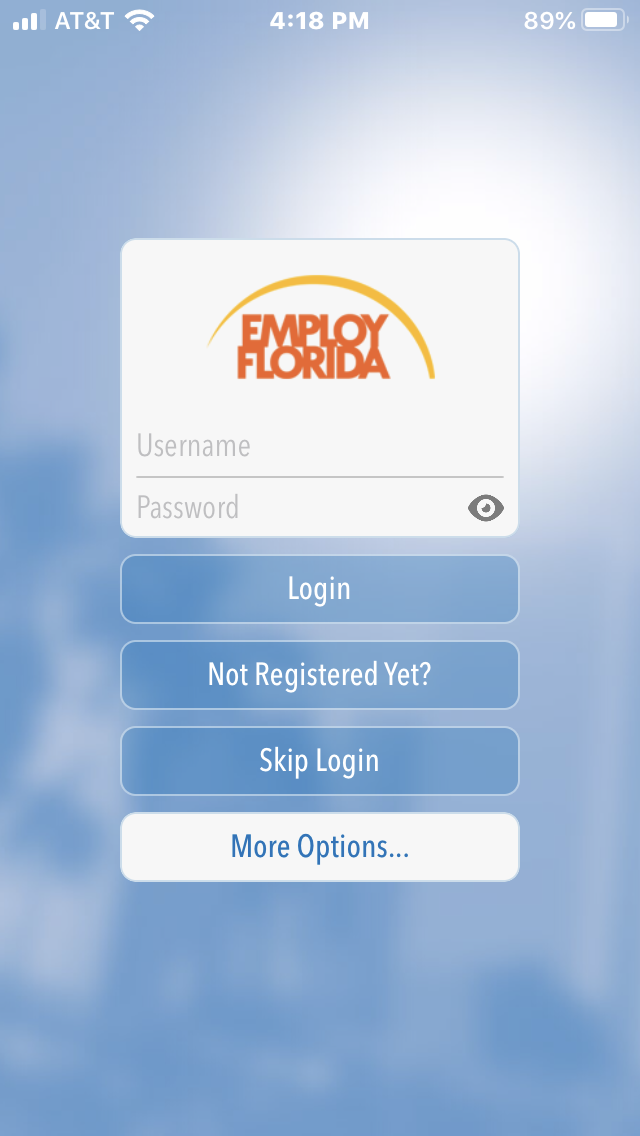 AT&T 4:18 PM 89%
EMPLOY
FLORIDA
Username
Password
Login
Not Registered Yet?
Skip Login
More Options...